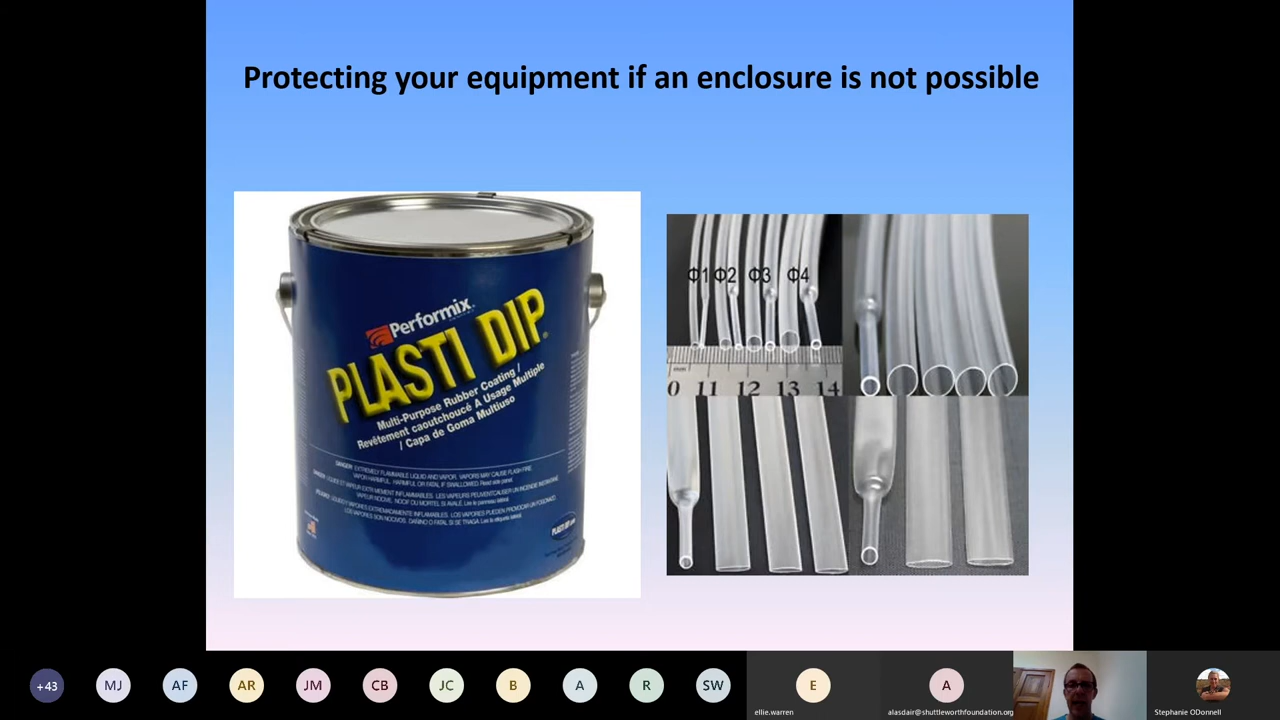 Protecting your equipment if an enclosure is not possible
Performix
PLASTI DIP
Multi-Purpose Rubber Coating /
Revêtement caoutchoucé A Usage Multiple
/ Capa de Goma Multiuso
Φ1 Φ2 Φ3 Φ4
mm
0 11 12 13 14
+43 MJ AF AR JM CB JC B A R SW E A
ellie.warren
alasdair@shuttleworthfoundation.org
Stephanie ODonnell